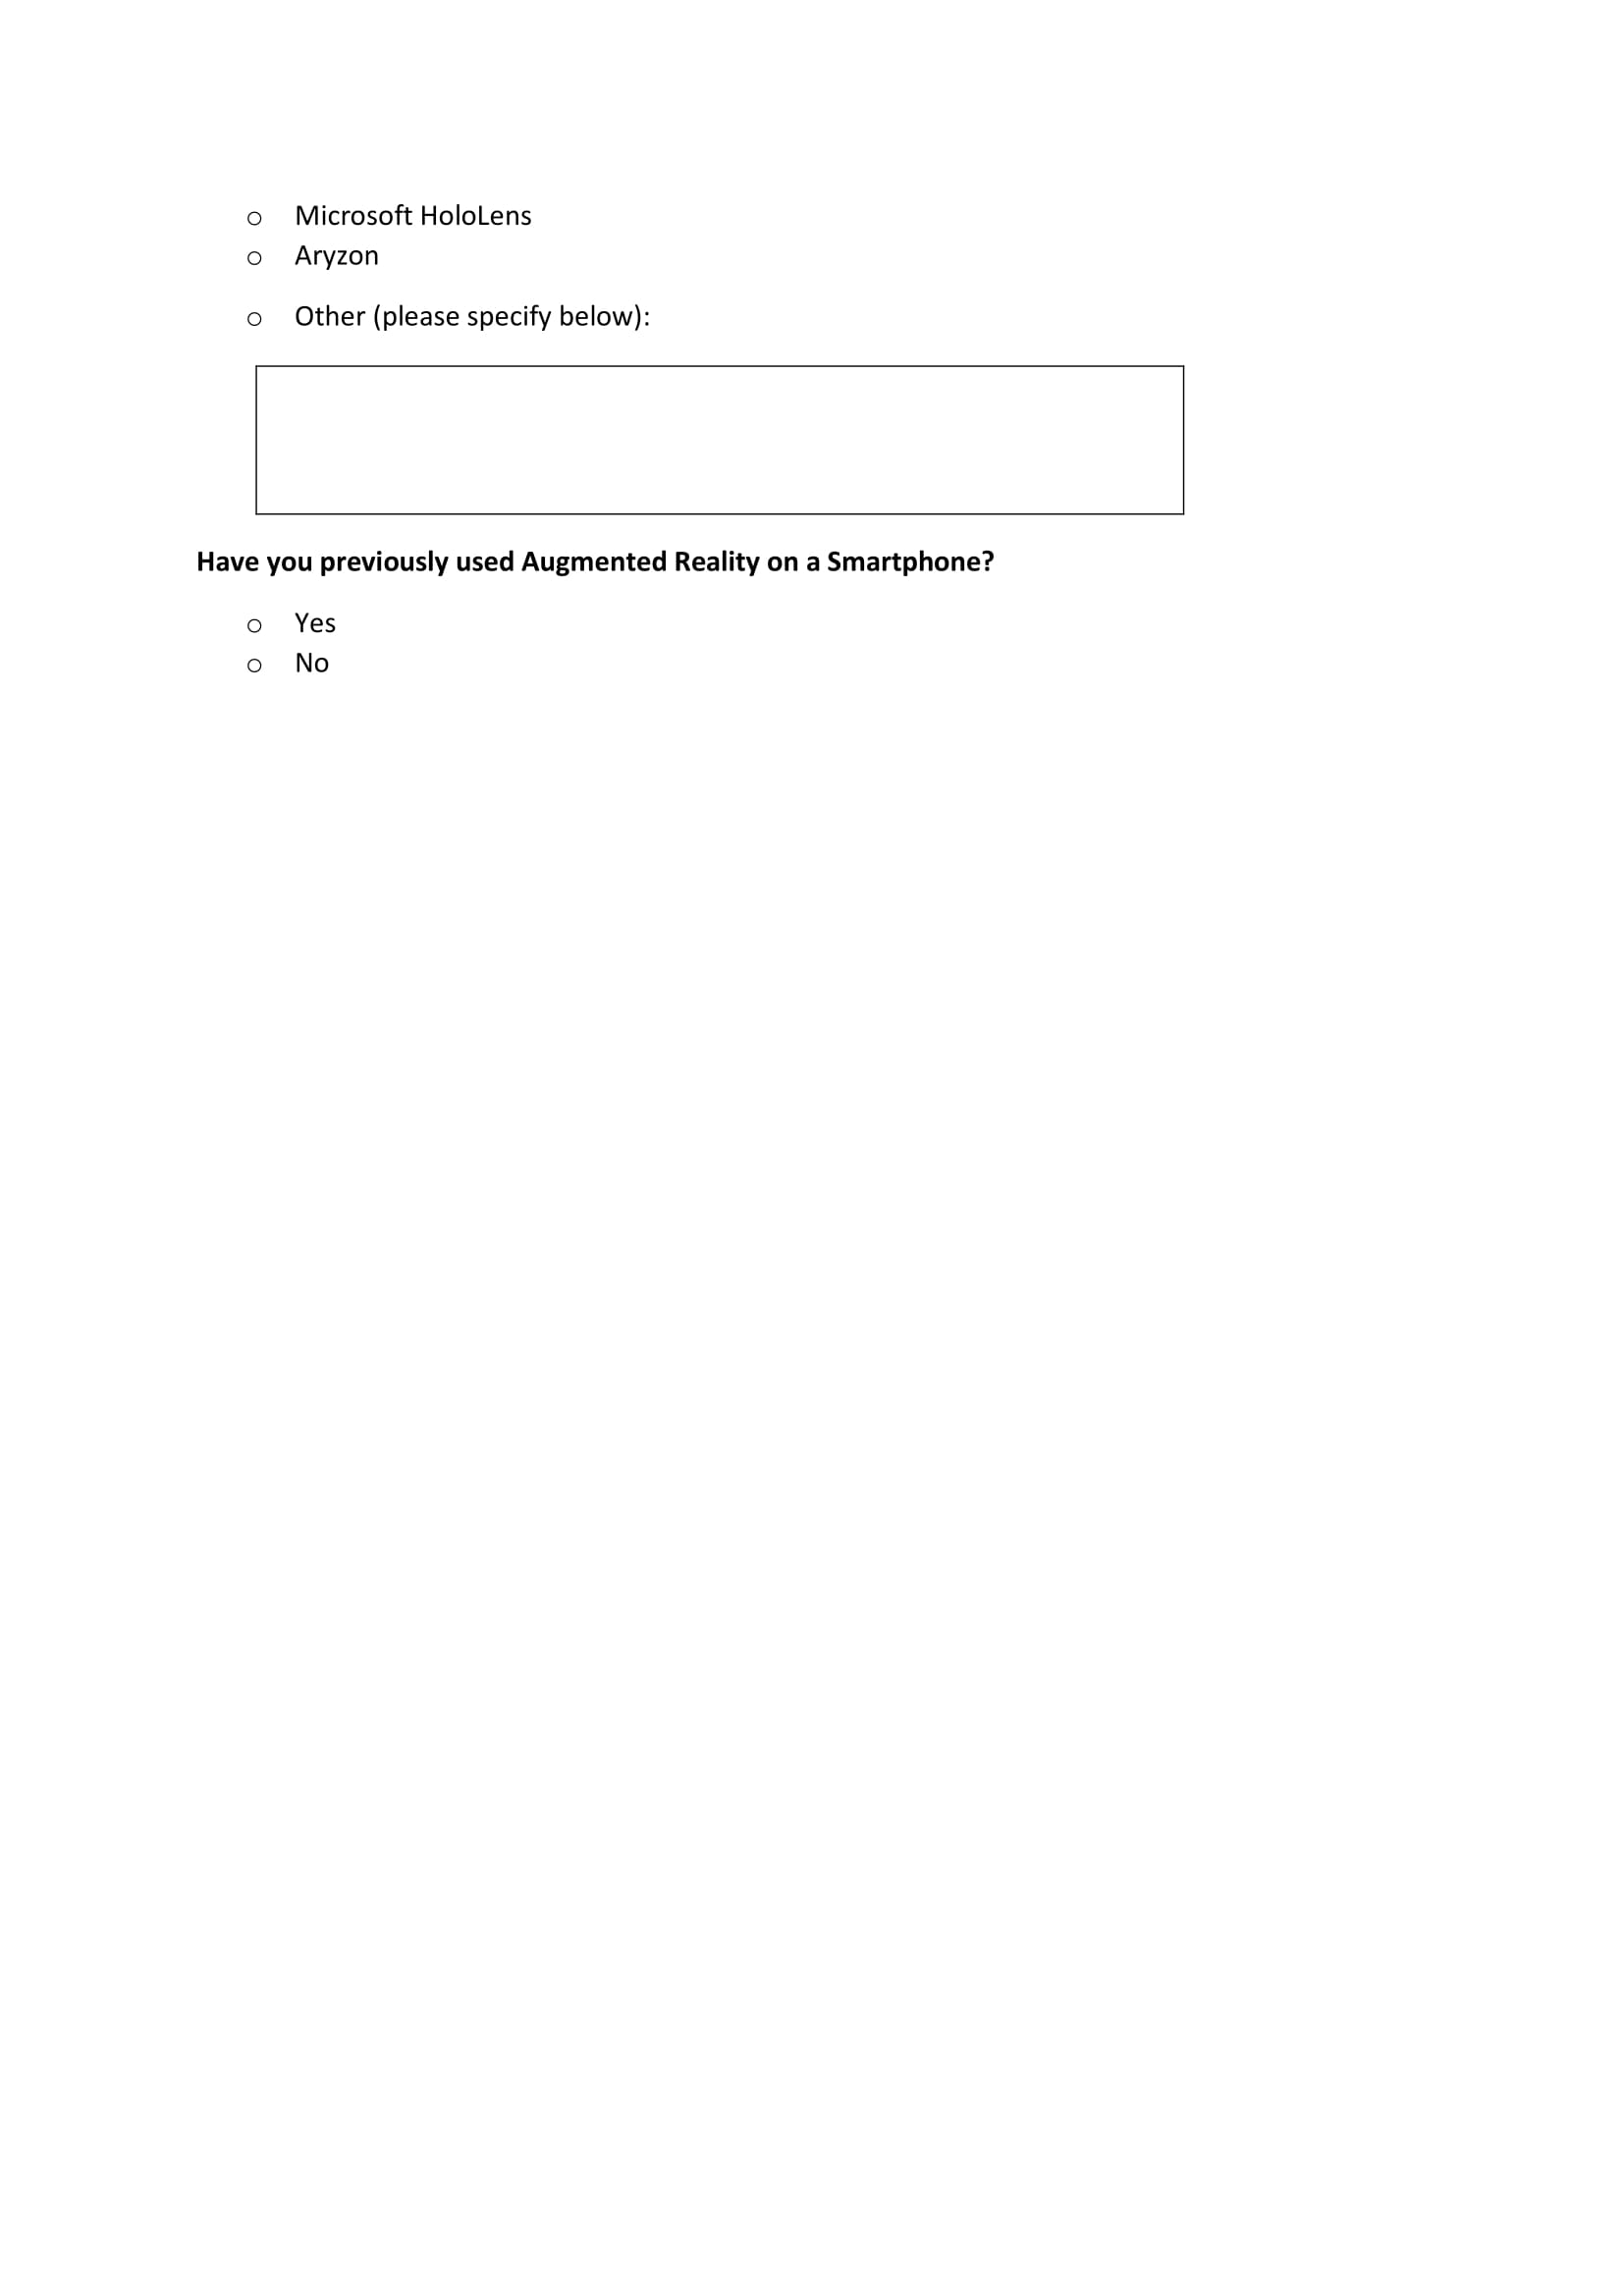 ○ Microsoft HoloLens
○ Aryzon
○ Other (please specify below):
Have you previously used Augmented Reality on a Smartphone?
○ Yes
○ No